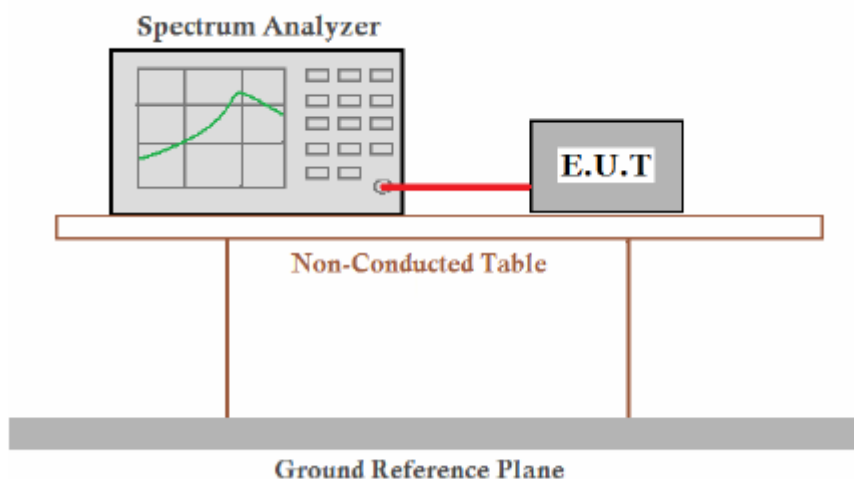 Spectrum Analyzer
E.U.T
Non-Conducted Table
Ground Reference Plane